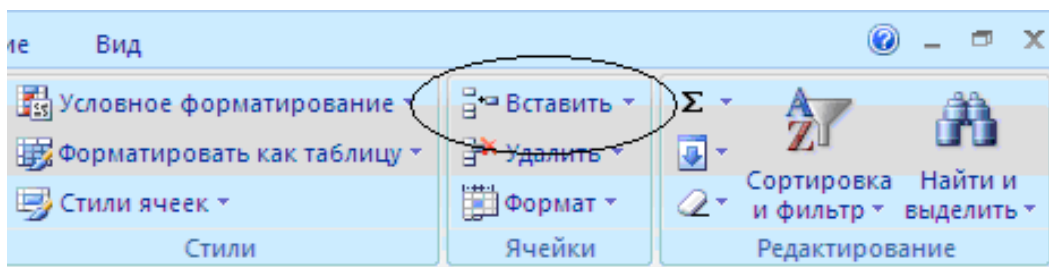 ие Вид
Условное форматирование
Форматировать как таблицу
Стили ячеек
Стили
Вставить
Удалить
Формат
Ячейки
Σ
Сортировка
и фильтр
Найти и
выделить
Редактирование